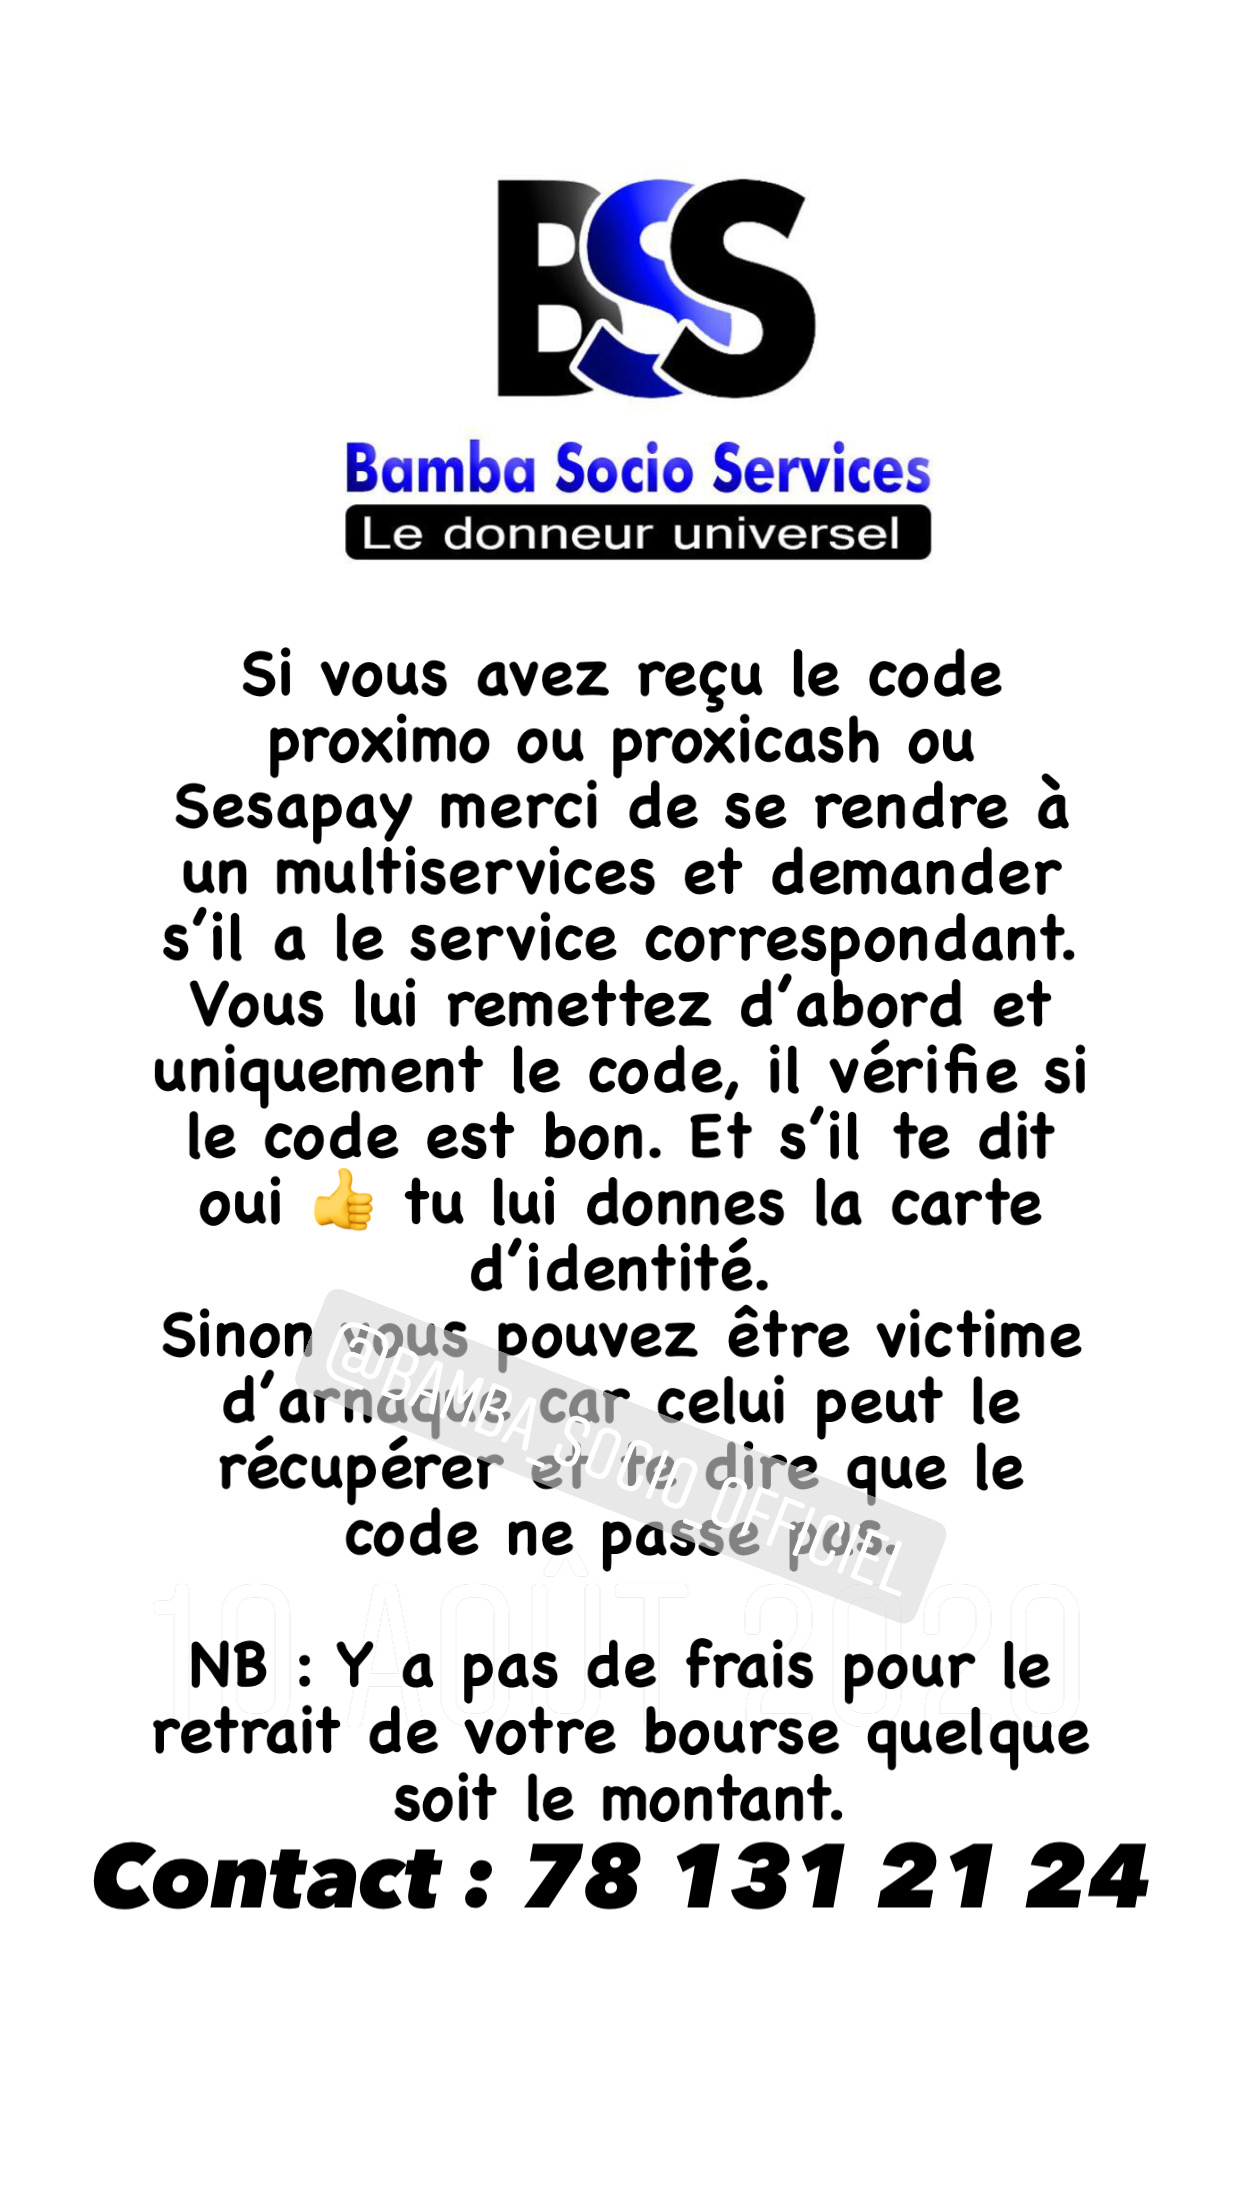 BSS
Bamba Socio Services
Le donneur universel
Si vous avez reçu le code
proximo ou proxicash ou
Sesapay merci de se rendre à
un multiservices et demander
s’il a le service correspondant.
Vous lui remettez d’abord et
uniquement le code, il vérifie si
le code est bon. Et s’il te dit
oui 👍 tu lui donnes la carte
d’identité.
Sinon vous pouvez être victime
d’arnaque car celui peut le
récupérer et te dire que le
code ne passe pas.
@BAMBA_SOCIO_OFFICIEL
10 AOÛT 2020
NB : Y a pas de frais pour le
retrait de votre bourse quelque
soit le montant.
Contact : 78 131 21 24